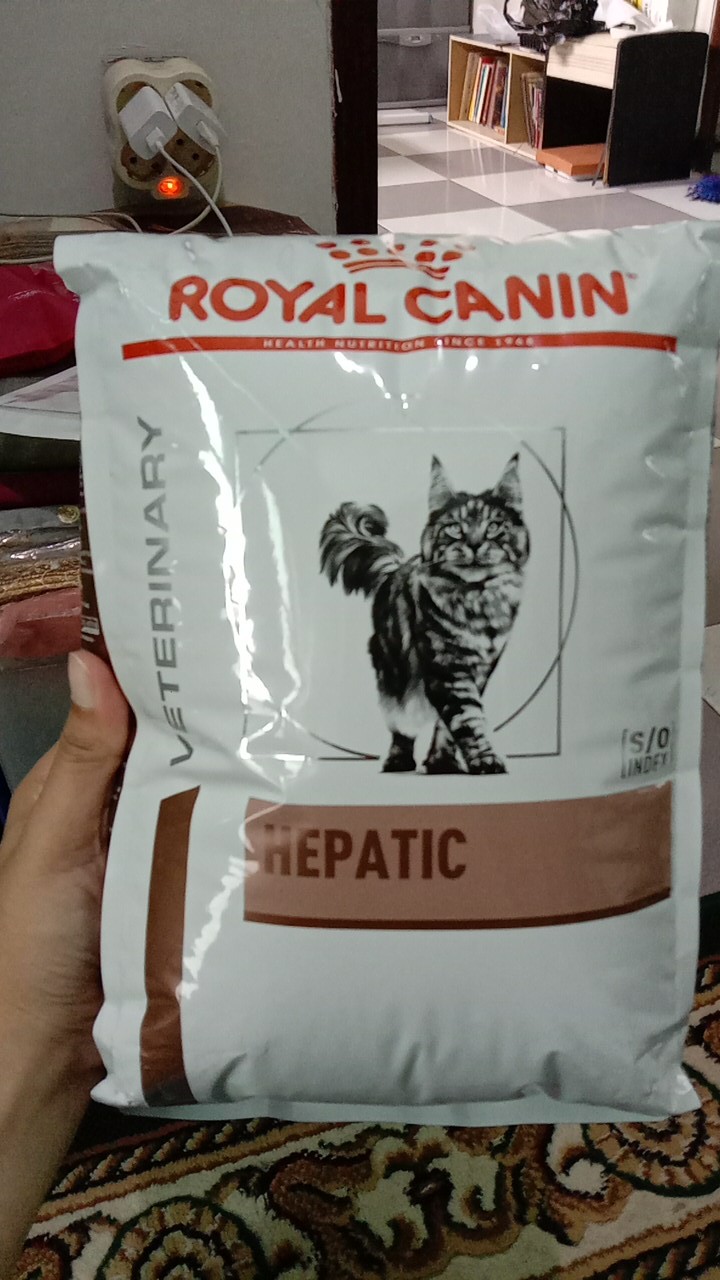 ROYAL CANIN
HEALTH NUTRITION SINCE 1968
VETERINARY
S/O
INDEX
HEPATIC